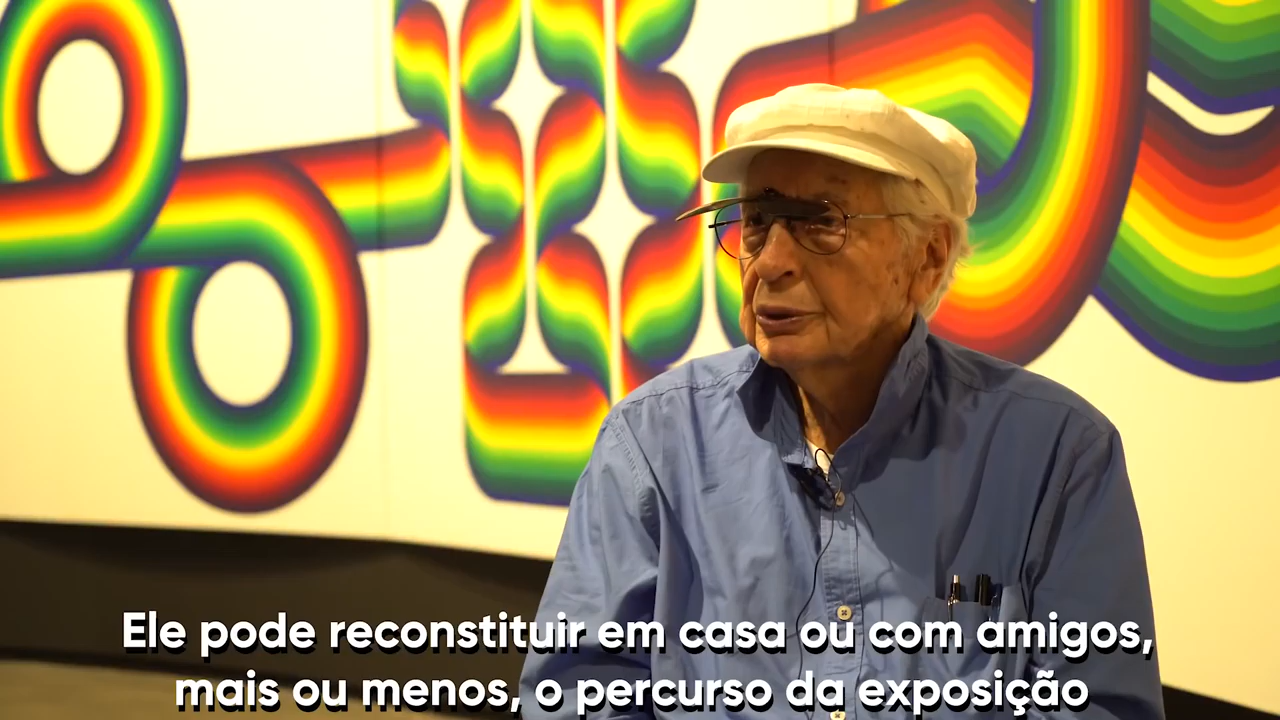 Ele pode reconstituir em casa ou com amigos,
mais ou menos, o percurso da exposição